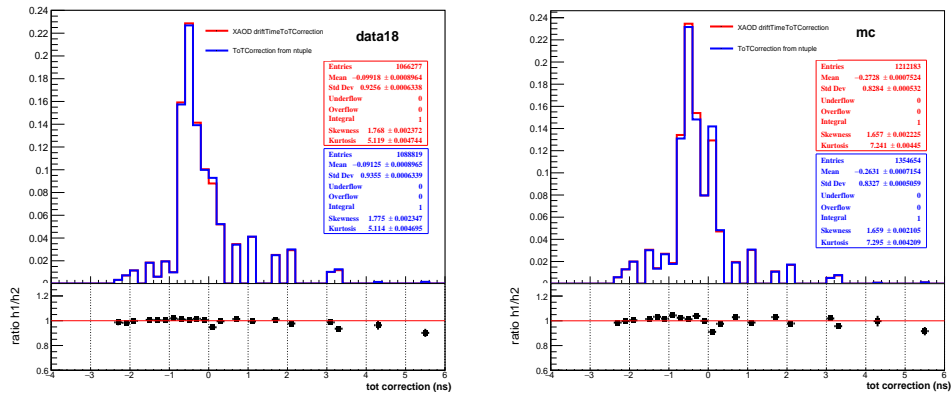 0.24
0.22
0.2
0.18
0.16
0.14
0.12
0.1
0.08
0.06
0.04
0.02
0
XAOD driftTimeToTCorrection
ToTCorrection from ntuple
data18
Entries 1066277
Mean −0.09918 ± 0.0008964
Std Dev 0.9256 ± 0.0006338
Underflow 0
Overflow 0
Integral 1
Skewness 1.768 ± 0.002372
Kurtosis 5.119 ± 0.004744
Entries 1088819
Mean −0.09125 ± 0.0008965
Std Dev 0.9355 ± 0.0006339
Underflow 0
Overflow 0
Integral 1
Skewness 1.775 ± 0.002347
Kurtosis 5.114 ± 0.004695
ratio h1/h2
1.2
1
0.8
0.6
−4 −3 −2 −1 0 1 2 3 4 5 6
tot correction (ns)
0.24
0.22
0.2
0.18
0.16
0.14
0.12
0.1
0.08
0.06
0.04
0.02
0
XAOD driftTimeToTCorrection
ToTCorrection from ntuple
mc
Entries 1212183
Mean −0.2728 ± 0.0007524
Std Dev 0.8284 ± 0.000532
Underflow 0
Overflow 0
Integral 1
Skewness 1.657 ± 0.002225
Kurtosis 7.241 ± 0.00445
Entries 1354654
Mean −0.2631 ± 0.0007154
Std Dev 0.8327 ± 0.0005059
Underflow 0
Overflow 0
Integral 1
Skewness 1.659 ± 0.002105
Kurtosis 7.295 ± 0.004209
ratio h1/h2
1.2
1
0.8
0.6
−4 −3 −2 −1 0 1 2 3 4 5 6
tot correction (ns)